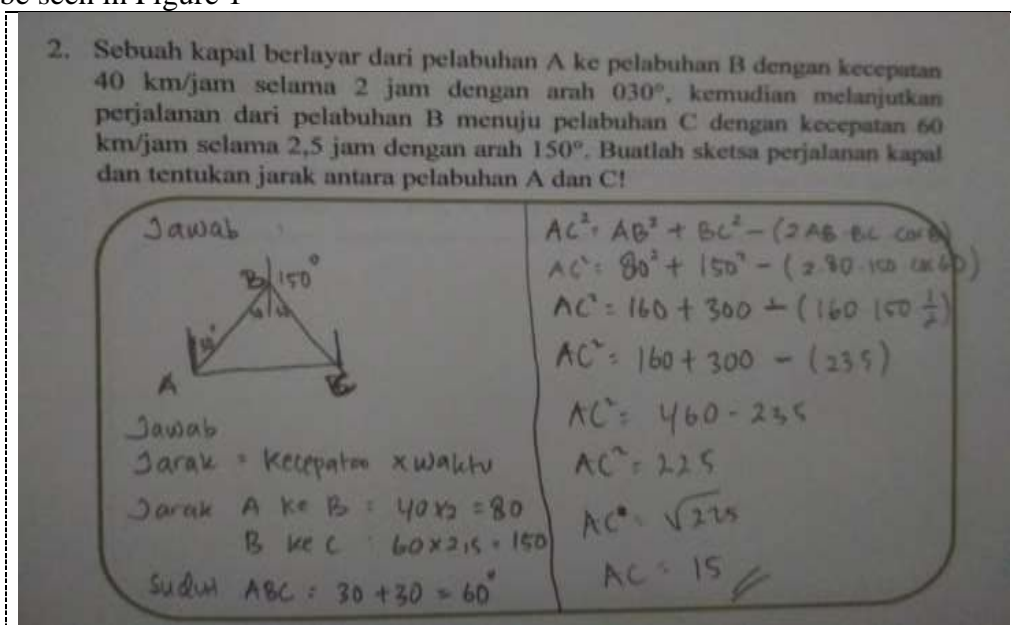 be seen in Figure 1
2. Sebuah kapal berlayar dari pelabuhan A ke pelabuhan B dengan kecepatan
40 km/jam selama 2 jam dengan arah 030°, kemudian melanjutkan
perjalanan dari pelabuhan B menuju pelabuhan C dengan kecepatan 60
km/jam selama 2,5 jam dengan arah 150°. Buatlah sketsa perjalanan kapal
dan tentukan jarak antara pelabuhan A dan C!
Jawab
B 150°
A
C
Jawab
Jarak = Kecepatan x waktu
Jarak A ke B = 40x2 = 80
B ke C = 60x2,5 = 150
Sudut ABC = 30 + 30 = 60°
AC² = AB² + BC² - (2 AB BC cos B)
AC² = 80² + 150² - (2.80.150 cos 60)
AC² = 160 + 300 - (160 150 1/2)
AC² = 160 + 300 - (235)
AC² = 460 - 235
AC² = 225
AC = √225
AC = 15